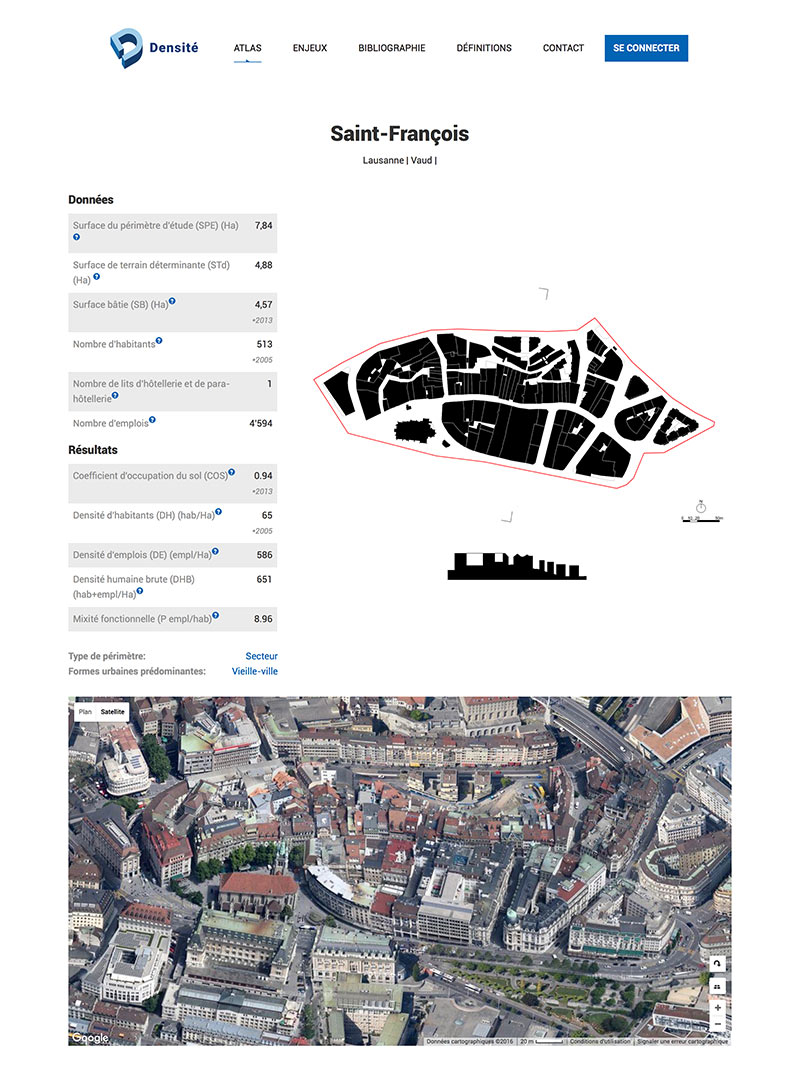 Densité
ATLAS ENJEUX BIBLIOGRAPHIE DÉFINITIONS CONTACT SE CONNECTER
Saint-François
Lausanne | Vaud |
Données
Surface du périmètre d'étude (SPE) (Ha) 7,84
?
Surface de terrain déterminante (STd) 4,88
(Ha) ?
Surface bâtie (SB) (Ha) ? 4,57
*2013
Nombre d'habitants ? 513
*2005
Nombre de lits d'hôtellerie et de para- 1
hôtellerie ?
Nombre d'emplois ? 4'594
Résultats
Coefficient d'occupation du sol (COS) ? 0.94
*2013
Densité d'habitants (DH) (hab/Ha) ? 65
*2005
Densité d'emplois (DE) (empl/Ha) ? 586
Densité humaine brute (DHB) 651
(hab+empl/Ha) ?
Mixité fonctionnelle (P empl/hab) ? 8.96
N
0 10 20 50m
Type de périmètre: Secteur
Formes urbaines prédominantes: Vieille-ville
Plan Satellite
Google
Données cartographiques ©2016 20 m Conditions d'utilisation Signaler une erreur cartographique